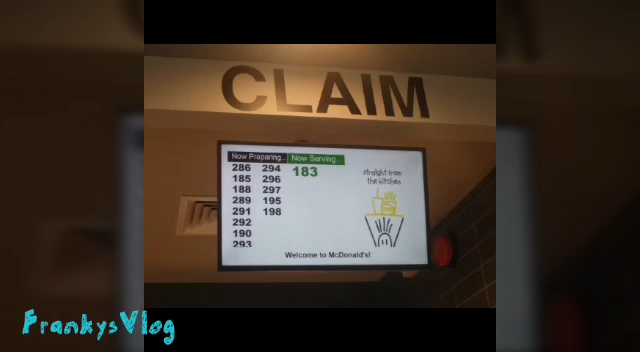 CLAIM
Now Preparing... Now Serving...
286 294 183
185 296
188 297
289 195
291 198
292
190
293
straight from
the kitchen
Welcome to McDonald's!
FrankysVlog